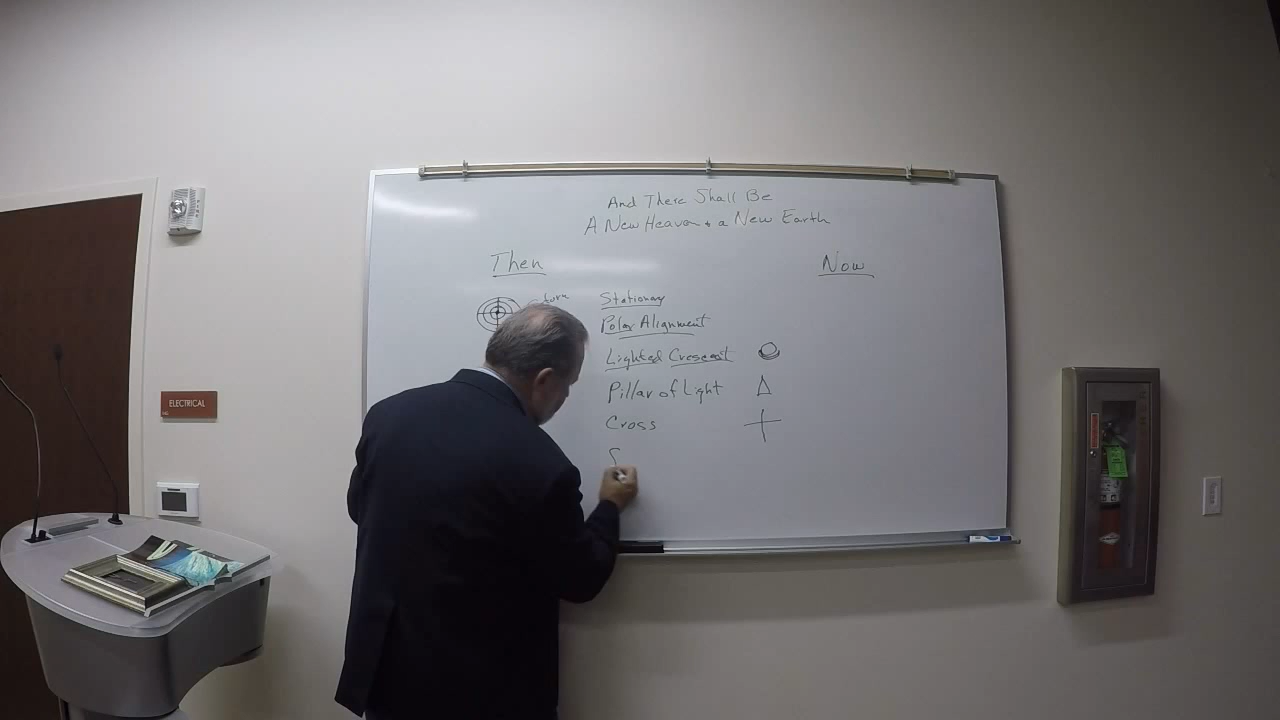 And There Shall Be
A New Heaven & a New Earth
Then
Now
Stationary
Polar Alignment
Lighted Crescent
Pillar of Light
Cross
S
ELECTRICAL